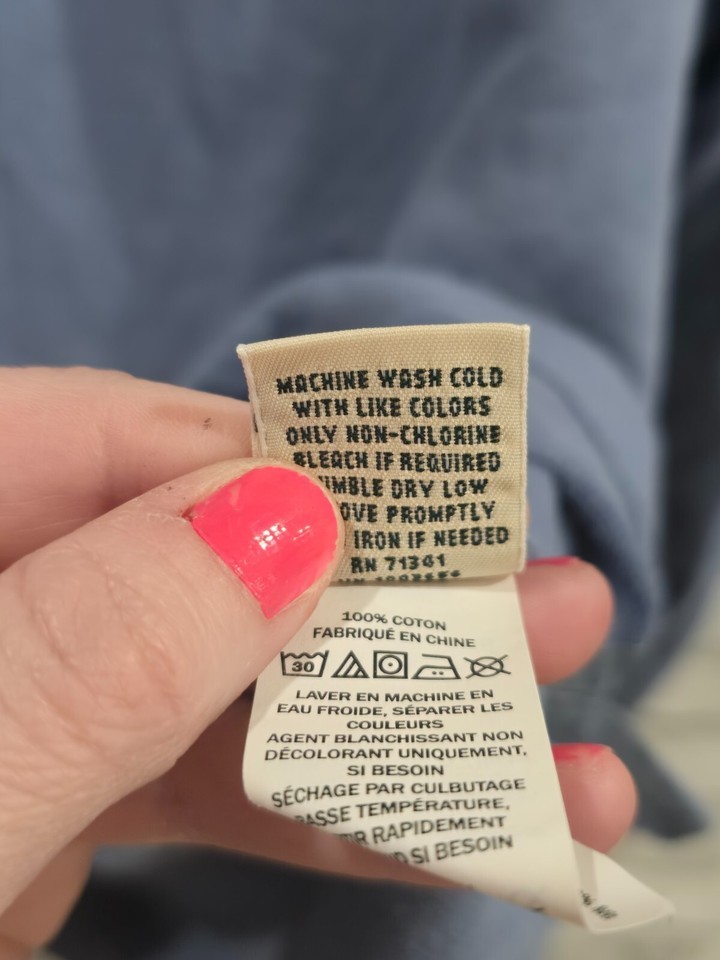 MACHINE WASH COLD
WITH LIKE COLORS
ONLY NON-CHLORINE
BLEACH IF REQUIRED
UMBLE DRY LOW
OVE PROMPTLY
IRON IF NEEDED
RN 71341
100% COTON
FABRIQUÉ EN CHINE
30
LAVER EN MACHINE EN
EAU FROIDE, SÉPARER LES
COULEURS
AGENT BLANCHISSANT NON
DÉCOLORANT UNIQUEMENT,
SI BESOIN
SÉCHAGE PAR CULBUTAGE
BASSE TEMPÉRATURE,
RAPIDEMENT
SI BESOIN